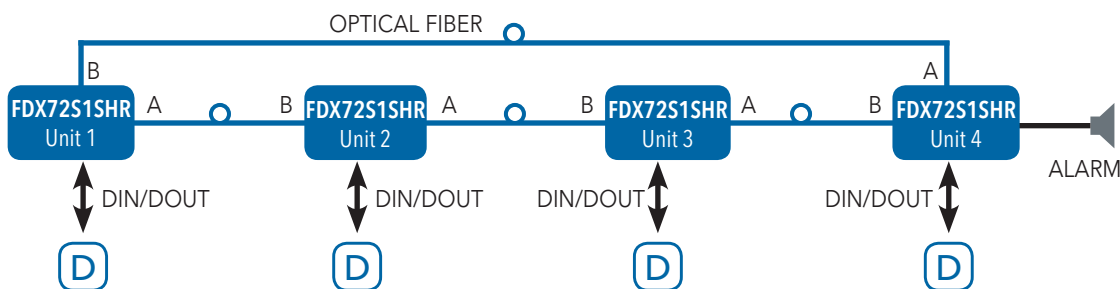 OPTICAL FIBER
B A
FDX72S1SHR A B FDX72S1SHR A B FDX72S1SHR A B FDX72S1SHR
Unit 1 Unit 2 Unit 3 Unit 4
ALARM
DIN/DOUT DIN/DOUT DIN/DOUT DIN/DOUT
D D D D